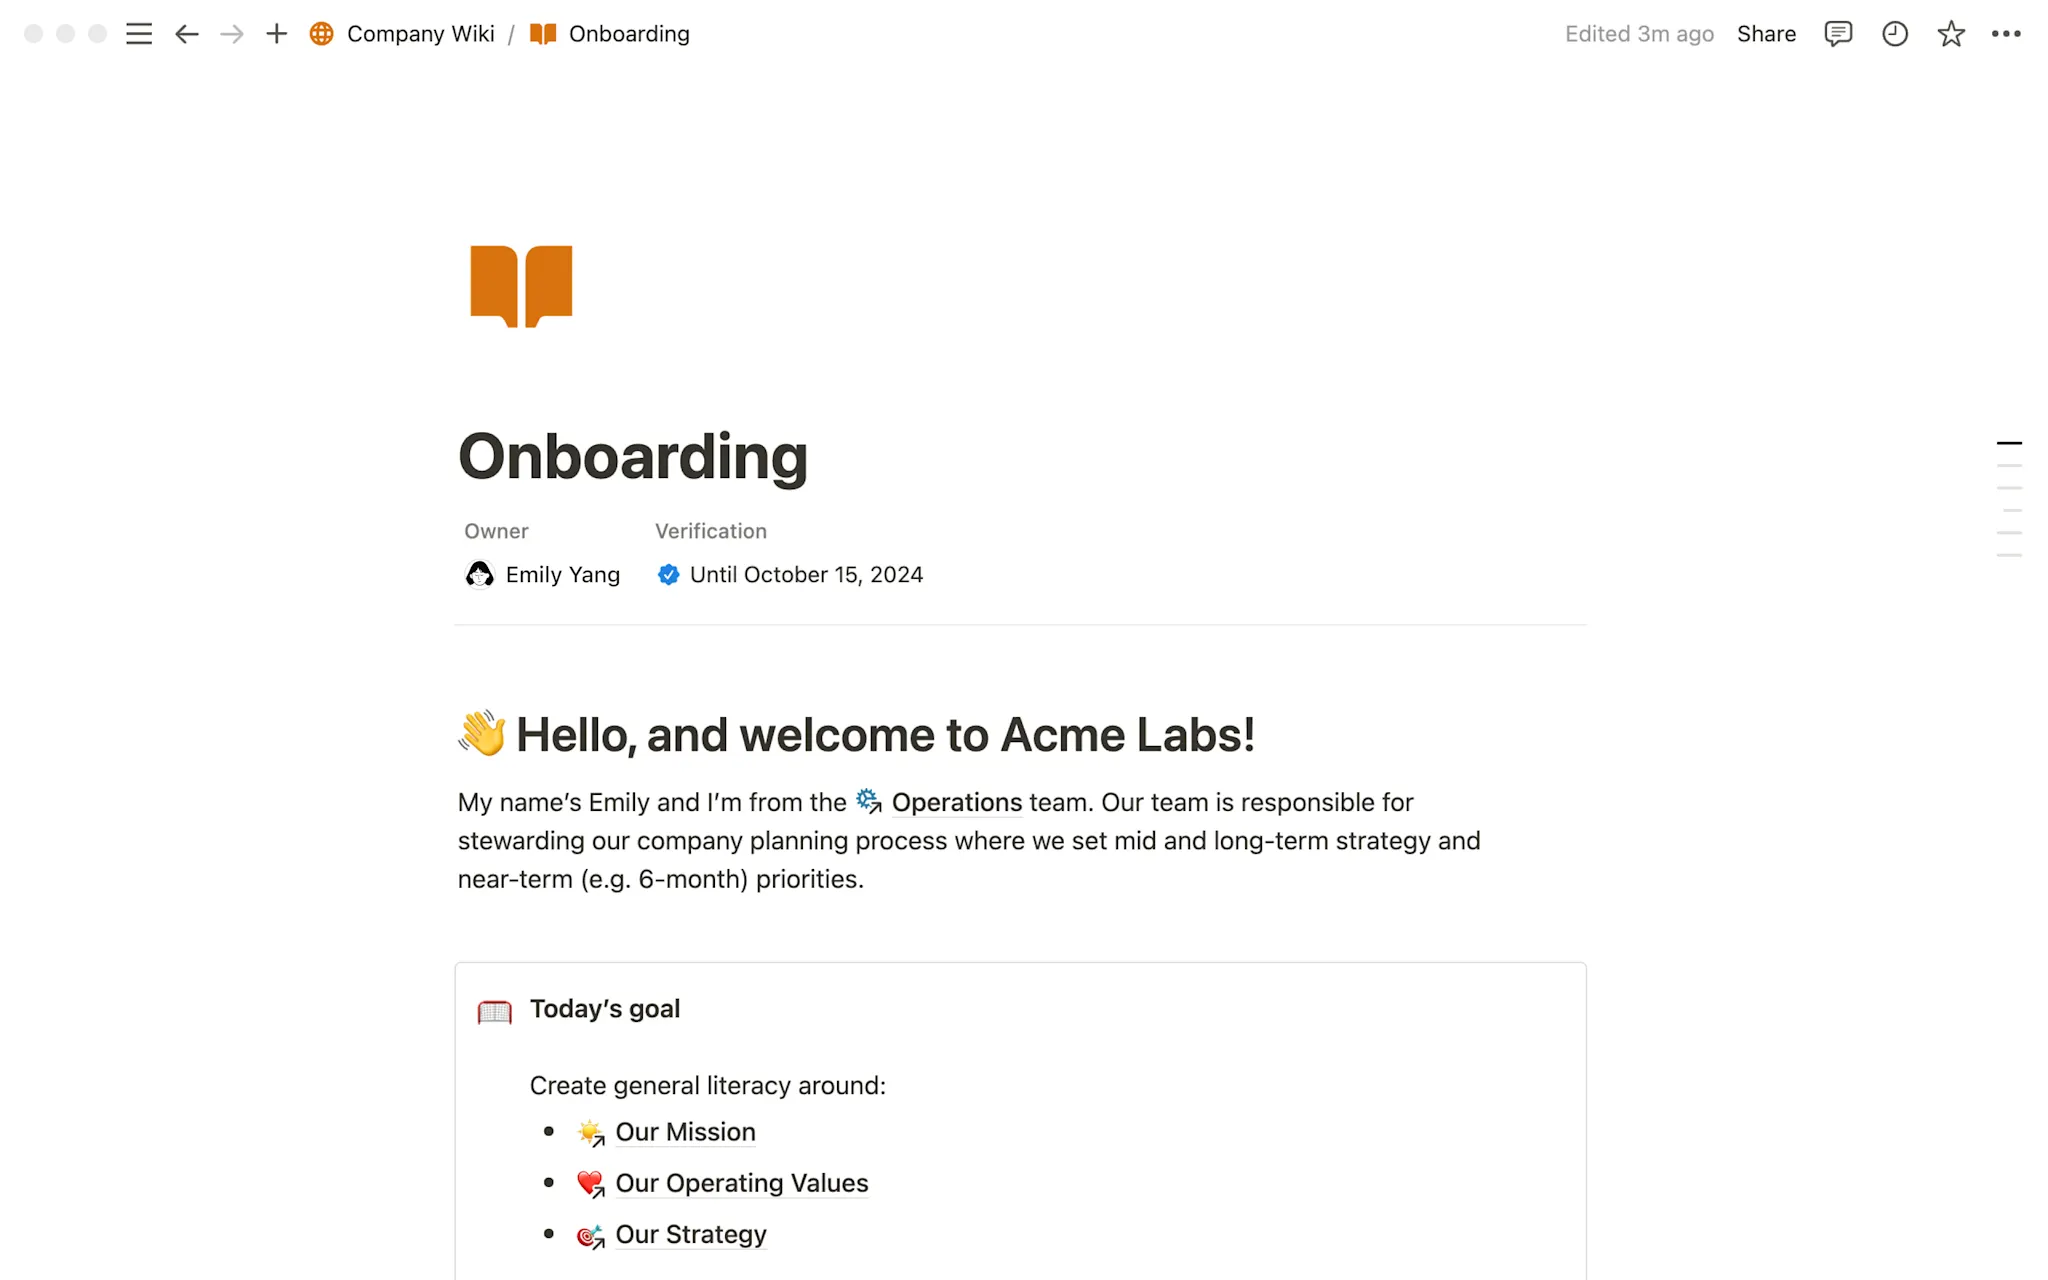 Company Wiki / Onboarding
Edited 3m ago Share
Onboarding
Owner Verification
Emily Yang Until October 15, 2024
👋 Hello, and welcome to Acme Labs!
My name’s Emily and I’m from the Operations team. Our team is responsible for
stewarding our company planning process where we set mid and long-term strategy and
near-term (e.g. 6-month) priorities.
Today’s goal
Create general literacy around:
• Our Mission
• Our Operating Values
• Our Strategy